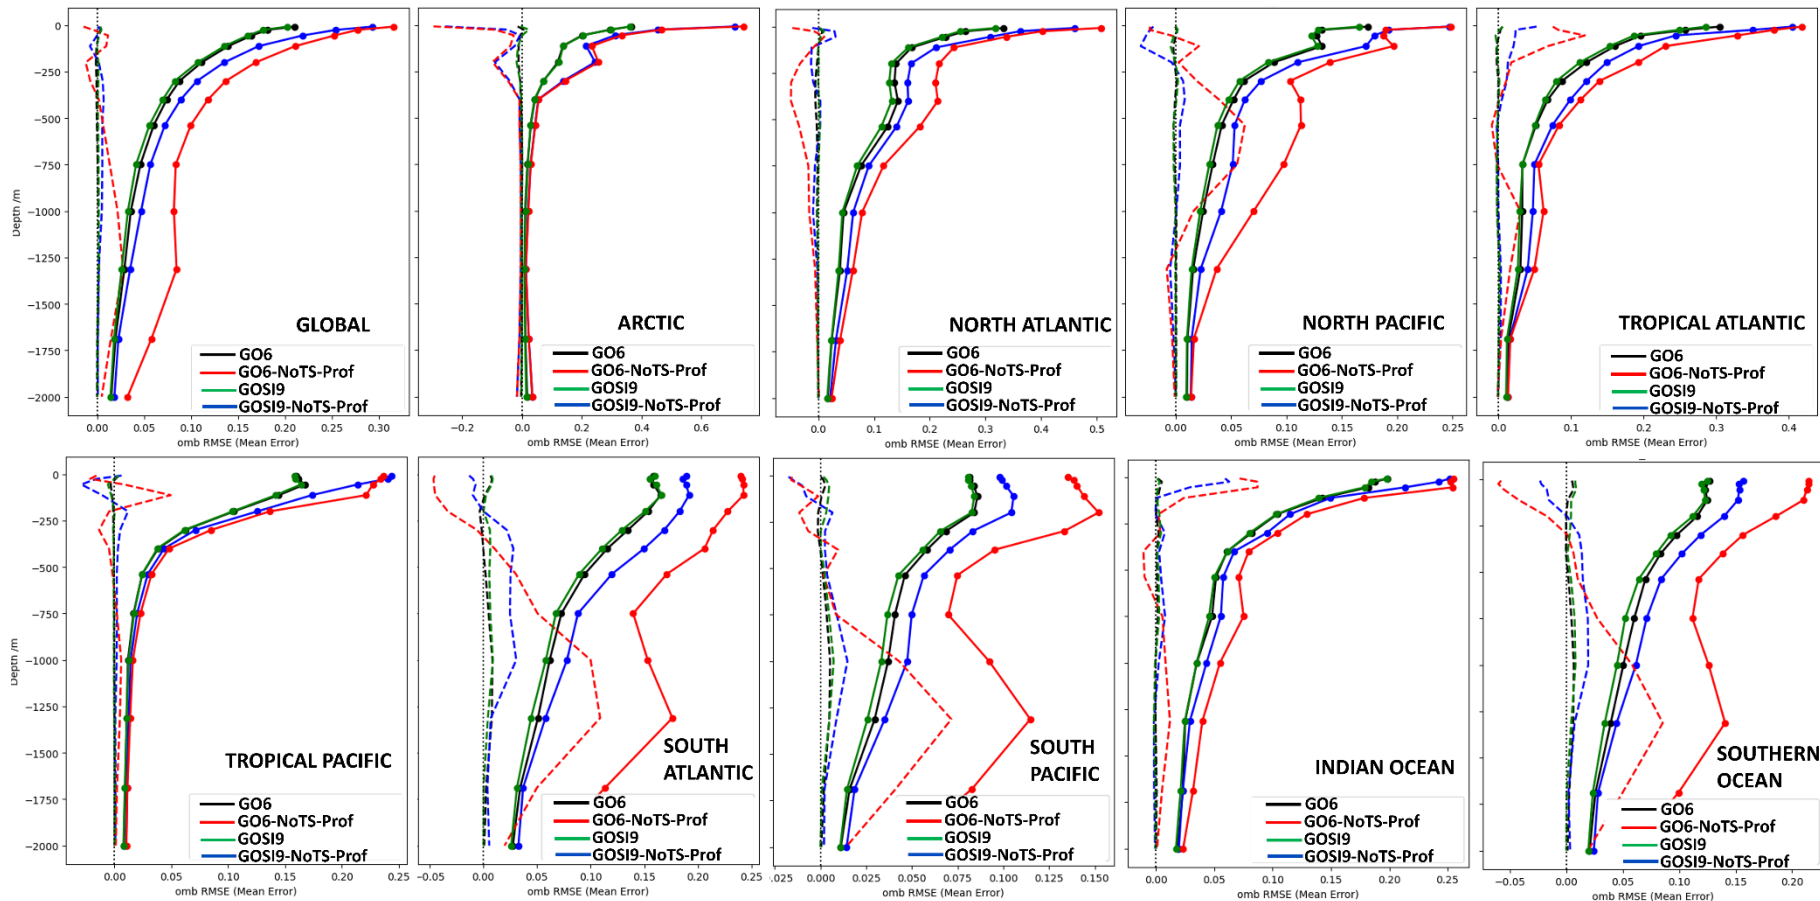 0
−250
−500
−750
−1000
−1250
−1500
−1750
−2000
Depth /m
GLOBAL
GO6
GO6-NoTS-Prof
GOSI9
GOSI9-NoTS-Prof
0.00 0.05 0.10 0.15 0.20 0.25 0.30
omb RMSE (Mean Error)
ARCTIC
GO6
GO6-NoTS-Prof
GOSI9
GOSI9-NoTS-Prof
−0.2 0.0 0.2 0.4 0.6
omb RMSE (Mean Error)
NORTH ATLANTIC
GO6
GO6-NoTS-Prof
GOSI9
GOSI9-NoTS-Prof
0.0 0.1 0.2 0.3 0.4 0.5
omb RMSE (Mean Error)
NORTH PACIFIC
GO6
GO6-NoTS-Prof
GOSI9
GOSI9-NoTS-Prof
0.00 0.05 0.10 0.15 0.20 0.25
omb RMSE (Mean Error)
TROPICAL ATLANTIC
GO6
GO6-NoTS-Prof
GOSI9
GOSI9-NoTS-Prof
0.0 0.1 0.2 0.3 0.4
omb RMSE (Mean Error)
0
−250
−500
−750
−1000
−1250
−1500
−1750
−2000
Depth /m
TROPICAL PACIFIC
GO6
GO6-NoTS-Prof
GOSI9
GOSI9-NoTS-Prof
0.00 0.05 0.10 0.15 0.20 0.25
omb RMSE (Mean Error)
SOUTH
ATLANTIC
GO6
GO6-NoTS-Prof
GOSI9
GOSI9-NoTS-Prof
−0.05 0.00 0.05 0.10 0.15 0.20 0.25
omb RMSE (Mean Error)
SOUTH
PACIFIC
GO6
GO6-NoTS-Prof
GOSI9
GOSI9-NoTS-Prof
.025 0.000 0.025 0.050 0.075 0.100 0.125 0.150
omb RMSE (Mean Error)
INDIAN OCEAN
GO6
GO6-NoTS-Prof
GOSI9
GOSI9-NoTS-Prof
0.00 0.05 0.10 0.15 0.20 0.25
omb RMSE (Mean Error)
SOUTHERN
OCEAN
GO6
GO6-NoTS-Prof
GOSI9
GOSI9-NoTS-Prof
−0.05 0.00 0.05 0.10 0.15 0.20
omb RMSE (Mean Error)